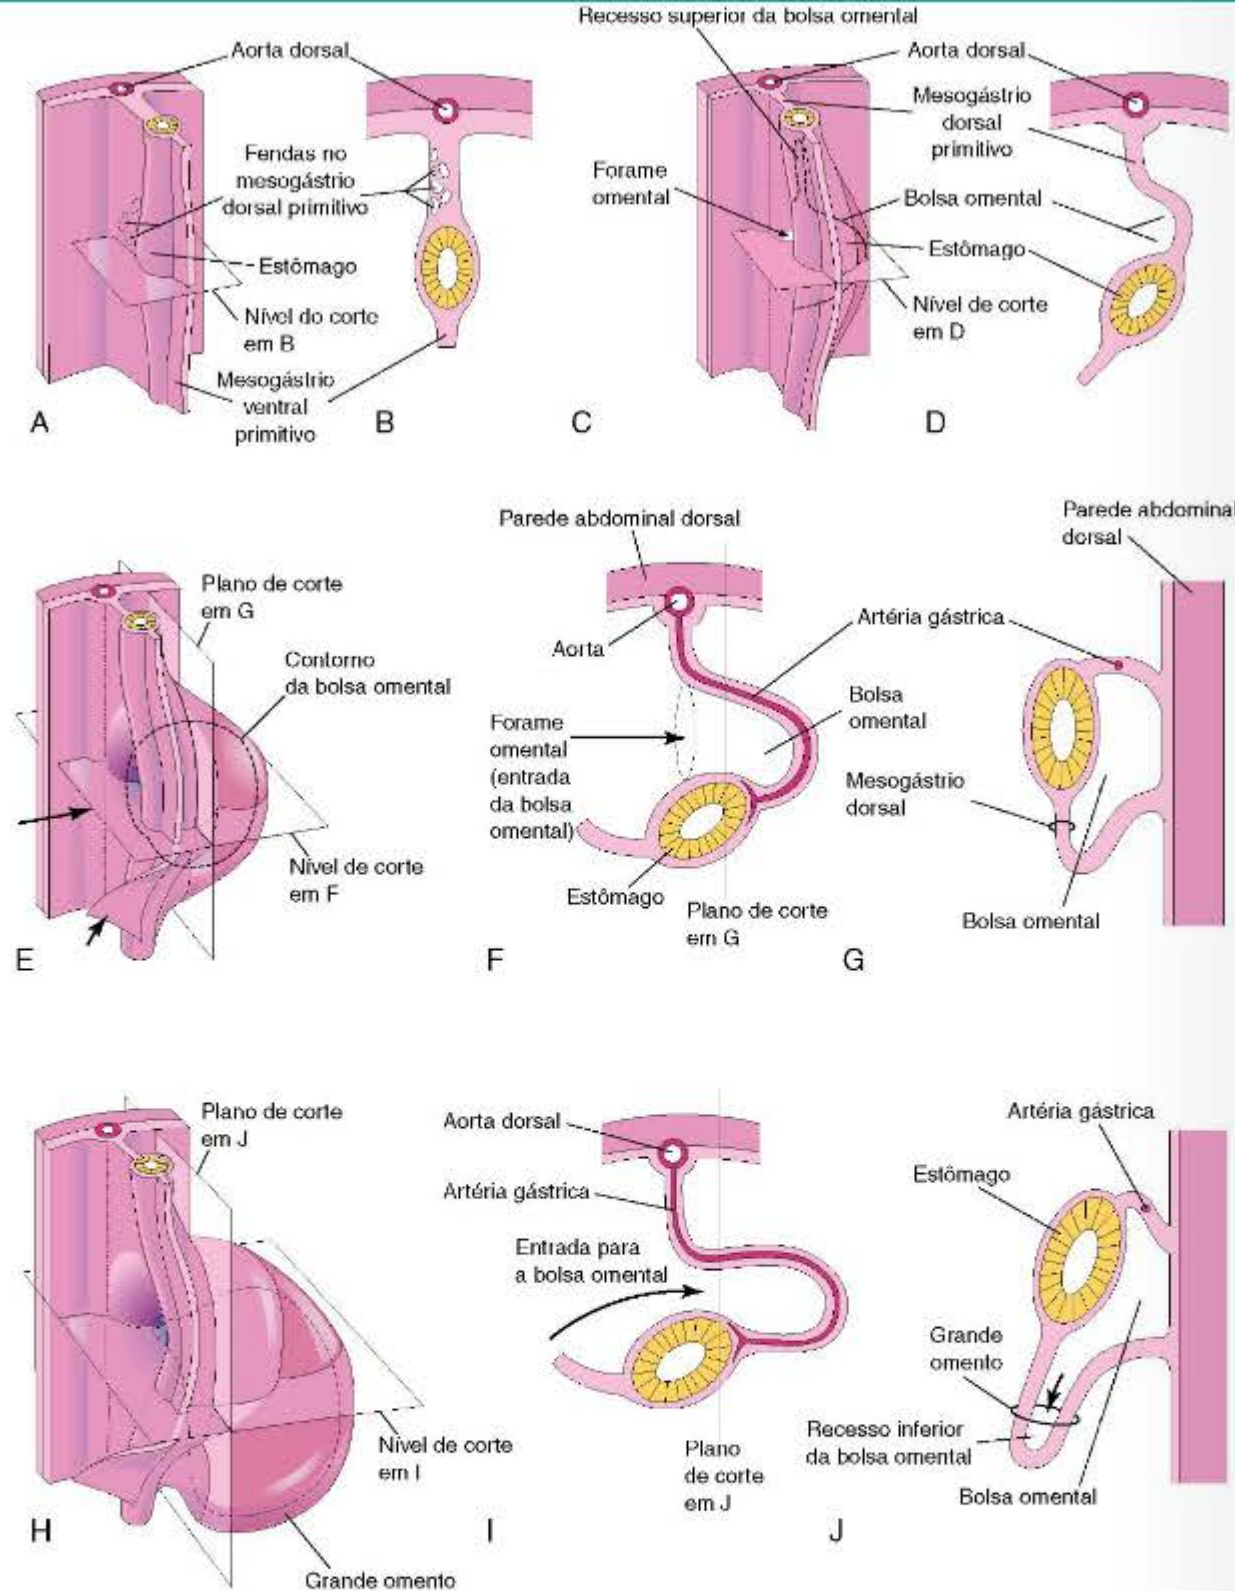 Recesso superior da bolsa omental
Aorta dorsal
Fendas no
mesogástrio
dorsal primitivo
Estômago
Nível do corte
em B
Mesogástrio
ventral
primitivo
A
B
Aorta dorsal
Mesogástrio
dorsal
primitivo
Forame
omental
Bolsa omental
Estômago
Nível de corte
em D
C
D
Plano de corte
em G
Contorno
da bolsa omental
Nível de corte
em F
E
Parede abdominal dorsal
Aorta
Artéria gástrica
Forame
omental
(entrada
da bolsa
omental)
Bolsa
omental
Estômago
Plano de corte
em G
F
Parede abdominal
dorsal
Mesogástrio
dorsal
Bolsa omental
G
Plano de corte
em J
Nível de corte
em I
Grande omento
H
Aorta dorsal
Artéria gástrica
Entrada para
a bolsa omental
Plano
de corte
em J
I
Artéria gástrica
Estômago
Grande
omento
Recesso inferior
da bolsa omental
Bolsa omental
J